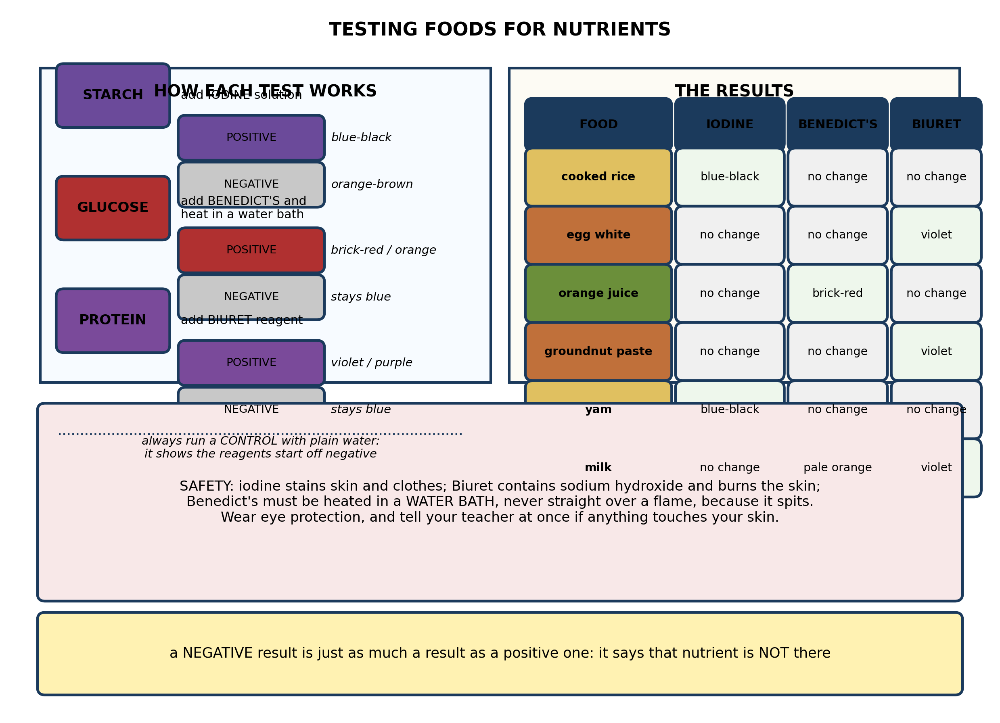 TESTING FOODS FOR NUTRIENTS
HOW EACH TEST WORKS
STARCH
add IODINE solution
POSITIVE
blue-black
NEGATIVE
orange-brown
GLUCOSE
add BENEDICT'S and
heat in a water bath
POSITIVE
brick-red / orange
NEGATIVE
stays blue
PROTEIN
add BIURET reagent
POSITIVE
violet / purple
NEGATIVE
stays blue
always run a CONTROL with plain water:
it shows the reagents start off negative
THE RESULTS
FOOD IODINE BENEDICT'S BIURET
cooked rice blue-black no change no change
egg white no change no change violet
orange juice no change brick-red no change
groundnut paste no change no change violet
yam blue-black no change no change
milk no change pale orange violet
SAFETY: iodine stains skin and clothes; Biuret contains sodium hydroxide and burns the skin;
Benedict's must be heated in a WATER BATH, never straight over a flame, because it spits.
Wear eye protection, and tell your teacher at once if anything touches your skin.
a NEGATIVE result is just as much a result as a positive one: it says that nutrient is NOT there